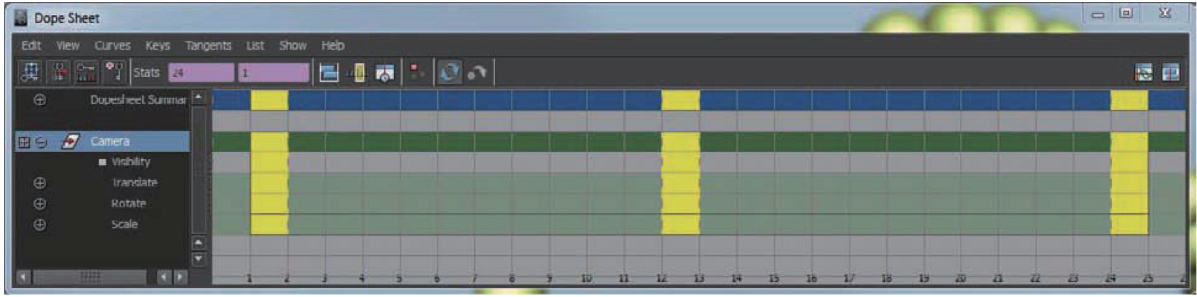 Dope Sheet
Edit View Curves Keys Tangents List Show Help
Stats 24 1
Dopesheet Summar
Camera
Visibility
Translate
Rotate
Scale
1 2 3 4 5 6 7 8 9 10 11 12 13 14 15 16 17 18 19 20 21 22 23 24 25